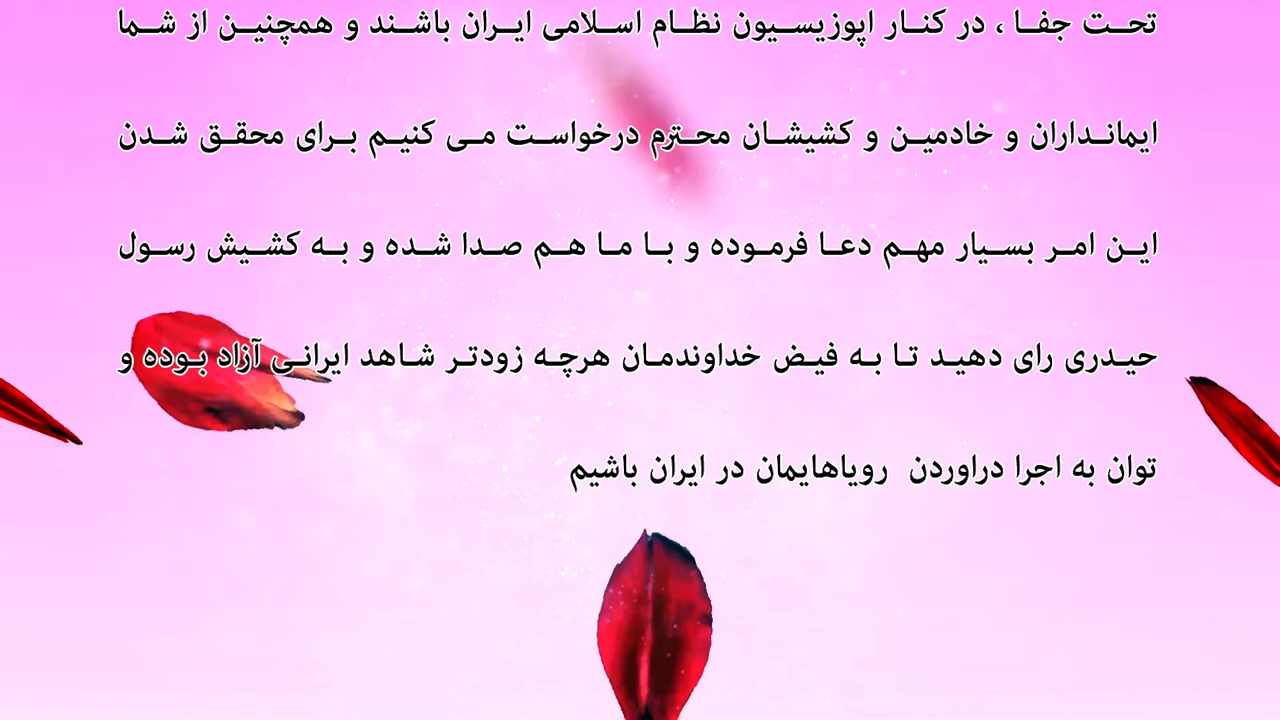 تحت جفا ، در کنار اپوزیسیون نظام اسلامی ایران باشند و همچنین از شما
ایمانداران و خادمین و کشیشان محترم درخواست می کنیم برای محقق شدن
این امر بسیار مهم دعا فرموده و با ما هم صدا شده و به کشیش رسول
حیدری رای دهید تا به فیض خداوندمان هرچه زودتر شاهد ایرانی آزاد بوده و
توان به اجرا دراوردن رویاهایمان در ایران باشیم